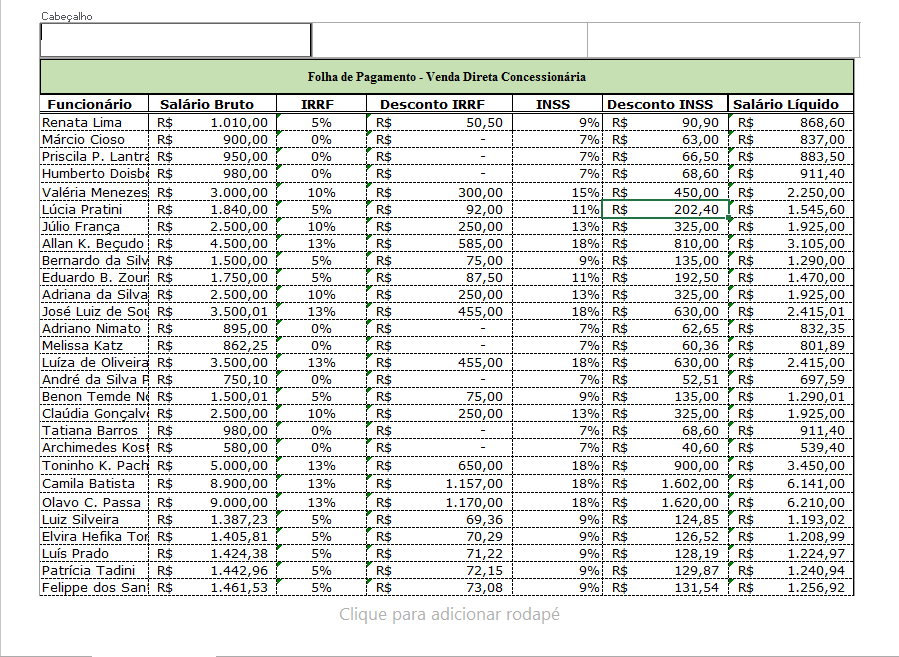 Cabeçalho
Folha de Pagamento - Venda Direta Concessionária
Funcionário Salário Bruto IRRF Desconto IRRF INSS Desconto INSS Salário Líquido
Renata Lima R$ 1.010,00 5% R$ 50,50 9% R$ 90,90 R$ 868,60
Márcio Cioso R$ 900,00 0% R$ - 7% R$ 63,00 R$ 837,00
Priscila P. Lantra R$ 950,00 0% R$ - 7% R$ 66,50 R$ 883,50
Humberto Doisbe R$ 980,00 0% R$ - 7% R$ 68,60 R$ 911,40
Valéria Menezes R$ 3.000,00 10% R$ 300,00 15% R$ 450,00 R$ 2.250,00
Lúcia Pratini R$ 1.840,00 5% R$ 92,00 11% R$ 202,40 R$ 1.545,60
Júlio França R$ 2.500,00 10% R$ 250,00 13% R$ 325,00 R$ 1.925,00
Allan K. Beçudo R$ 4.500,00 13% R$ 585,00 18% R$ 810,00 R$ 3.105,00
Bernardo da Silv R$ 1.500,00 5% R$ 75,00 9% R$ 135,00 R$ 1.290,00
Eduardo B. Zour R$ 1.750,00 5% R$ 87,50 11% R$ 192,50 R$ 1.470,00
Adriana da Silva R$ 2.500,00 10% R$ 250,00 13% R$ 325,00 R$ 1.925,00
José Luiz de Sou R$ 3.500,01 13% R$ 455,00 18% R$ 630,00 R$ 2.415,01
Adriano Nimato R$ 895,00 0% R$ - 7% R$ 62,65 R$ 832,35
Melissa Katz R$ 862,25 0% R$ - 7% R$ 60,36 R$ 801,89
Luíza de Oliveira R$ 3.500,00 13% R$ 455,00 18% R$ 630,00 R$ 2.415,00
André da Silva P R$ 750,10 0% R$ - 7% R$ 52,51 R$ 697,59
Benon Temde No R$ 1.500,01 5% R$ 75,00 9% R$ 135,00 R$ 1.290,01
Claúdia Gonçalve R$ 2.500,00 10% R$ 250,00 13% R$ 325,00 R$ 1.925,00
Tatiana Barros R$ 980,00 0% R$ - 7% R$ 68,60 R$ 911,40
Archimedes Kost R$ 580,00 0% R$ - 7% R$ 40,60 R$ 539,40
Toninho K. Pach R$ 5.000,00 13% R$ 650,00 18% R$ 900,00 R$ 3.450,00
Camila Batista R$ 8.900,00 13% R$ 1.157,00 18% R$ 1.602,00 R$ 6.141,00
Olavo C. Passa R$ 9.000,00 13% R$ 1.170,00 18% R$ 1.620,00 R$ 6.210,00
Luiz Silveira R$ 1.387,23 5% R$ 69,36 9% R$ 124,85 R$ 1.193,02
Elvira Hefika Tor R$ 1.405,81 5% R$ 70,29 9% R$ 126,52 R$ 1.208,99
Luís Prado R$ 1.424,38 5% R$ 71,22 9% R$ 128,19 R$ 1.224,97
Patrícia Tadini R$ 1.442,96 5% R$ 72,15 9% R$ 129,87 R$ 1.240,94
Felippe dos San R$ 1.461,53 5% R$ 73,08 9% R$ 131,54 R$ 1.256,92
Clique para adicionar rodapé